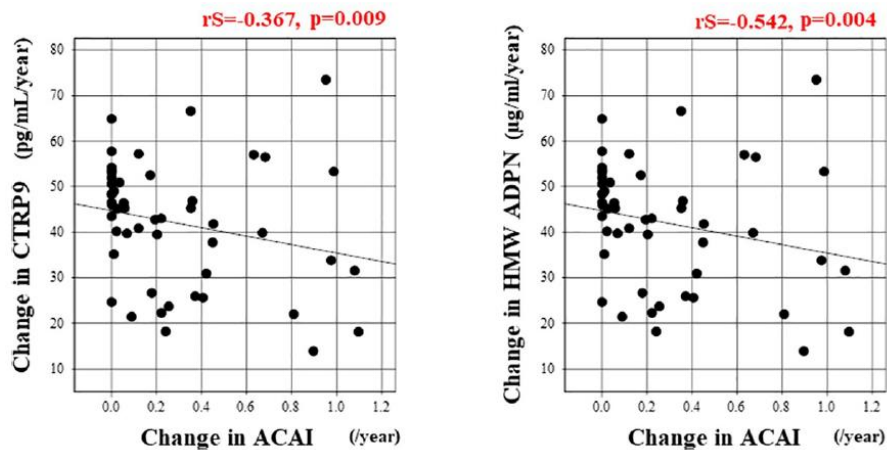 rS=-0.367, p=0.009
80
70
60
50
40
30
20
10
0.0 0.2 0.4 0.6 0.8 1.0 1.2
Change in CTRP9 (pg/mL/year)
Change in ACAI (/year)
rS=-0.542, p=0.004
80
70
60
50
40
30
20
10
0.0 0.2 0.4 0.6 0.8 1.0 1.2
Change in HMW ADPN (µg/ml/year)
Change in ACAI (/year)